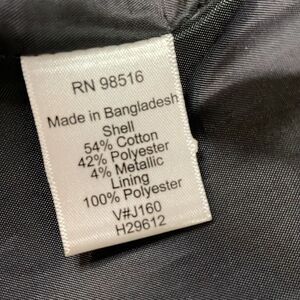 RN 98516
Made in Bangladesh
Shell
54% Cotton
42% Polyester
4% Metallic
Lining
100% Polyester
V#J160
H29612